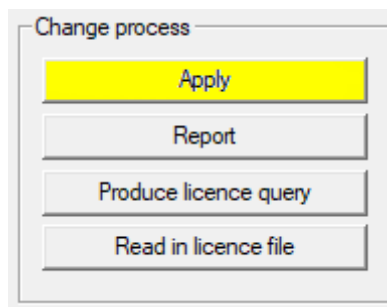 Change process
Apply
Report
Produce licence query
Read in licence file